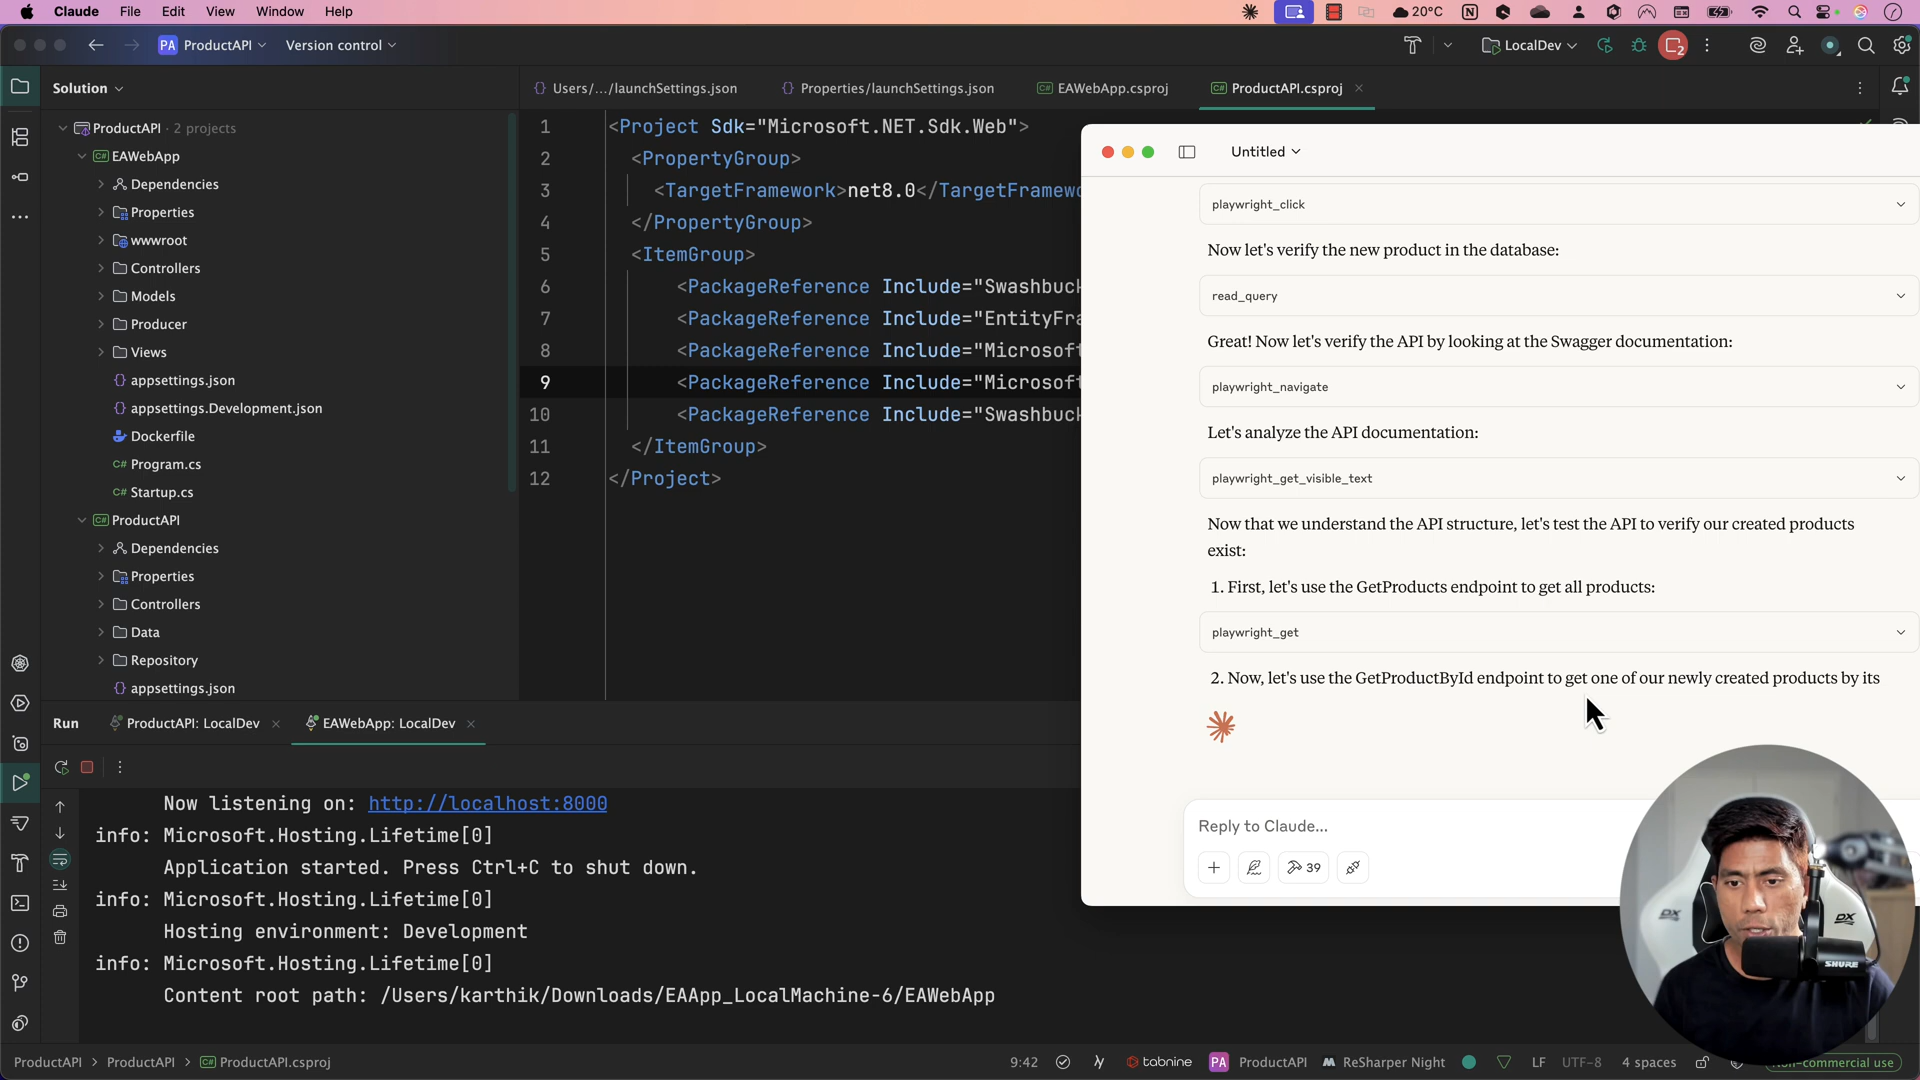 Claude File Edit View Window Help 20°C
PA ProductAPI Version control LocalDev 2
Solution
Users/.../launchSettings.json Properties/launchSettings.json EAWebApp.csproj ProductAPI.csproj
ProductAPI · 2 projects
EAWebApp
Dependencies
Properties
wwwroot
Controllers
Models
Producer
Views
appsettings.json
appsettings.Development.json
Dockerfile
C# Program.cs
C# Startup.cs
ProductAPI
Dependencies
Properties
Controllers
Data
Repository
appsettings.json
1 <Project Sdk="Microsoft.NET.Sdk.Web">
2 <PropertyGroup>
3 <TargetFramework>net8.0</TargetFramewo
4 </PropertyGroup>
5 <ItemGroup>
6 <PackageReference Include="Swashbuck
7 <PackageReference Include="EntityFra
8 <PackageReference Include="Microsoft
9 <PackageReference Include="Microsoft
10 <PackageReference Include="Swashbuck
11 </ItemGroup>
12 </Project>
Untitled
playwright_click
Now let's verify the new product in the database:
read_query
Great! Now let's verify the API by looking at the Swagger documentation:
playwright_navigate
Let's analyze the API documentation:
playwright_get_visible_text
Now that we understand the API structure, let's test the API to verify our created products
exist:
1. First, let's use the GetProducts endpoint to get all products:
playwright_get
2. Now, let's use the GetProductById endpoint to get one of our newly created products by its
Reply to Claude...
39
Run ProductAPI: LocalDev EAWebApp: LocalDev
Now listening on: http://localhost:8000
info: Microsoft.Hosting.Lifetime[0]
Application started. Press Ctrl+C to shut down.
info: Microsoft.Hosting.Lifetime[0]
Hosting environment: Development
info: Microsoft.Hosting.Lifetime[0]
Content root path: /Users/karthik/Downloads/EAApp_LocalMachine-6/EAWebApp
DX DX
SHURE
ProductAPI > ProductAPI > ProductAPI.csproj 9:42 tabnine PA ProductAPI ReSharper Night LF UTF-8 4 spaces Non-commercial use